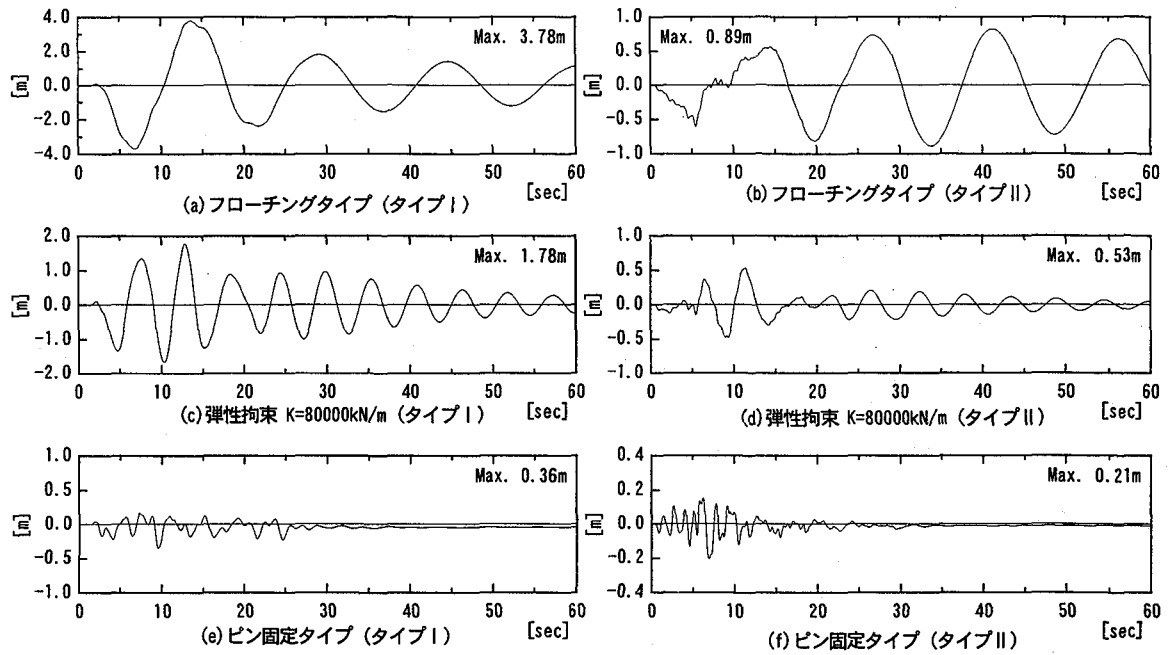 4.0
2.0
0.0
-2.0
-4.0
[m]
Max. 3.78m
0 10 20 30 40 50 60
[sec]
(a)フローチングタイプ (タイプⅠ)
1.0
0.5
0.0
-0.5
-1.0
[m]
Max. 0.89m
0 10 20 30 40 50 60
[sec]
(b)フローチングタイプ (タイプⅡ)
2.0
1.0
0.0
-1.0
-2.0
[m]
Max. 1.78m
0 10 20 30 40 50 60
[sec]
(c)弾性拘束 K=80000kN/m (タイプⅠ)
1.0
0.5
0.0
-0.5
-1.0
[m]
Max. 0.53m
0 10 20 30 40 50 60
[sec]
(d)弾性拘束 K=80000kN/m (タイプⅡ)
1.0
0.5
0.0
-0.5
-1.0
[m]
Max. 0.36m
0 10 20 30 40 50 60
[sec]
(e)ピン固定タイプ (タイプⅠ)
0.4
0.2
0.0
-0.2
-0.4
[m]
Max. 0.21m
0 10 20 30 40 50 60
[sec]
(f)ピン固定タイプ (タイプⅡ)